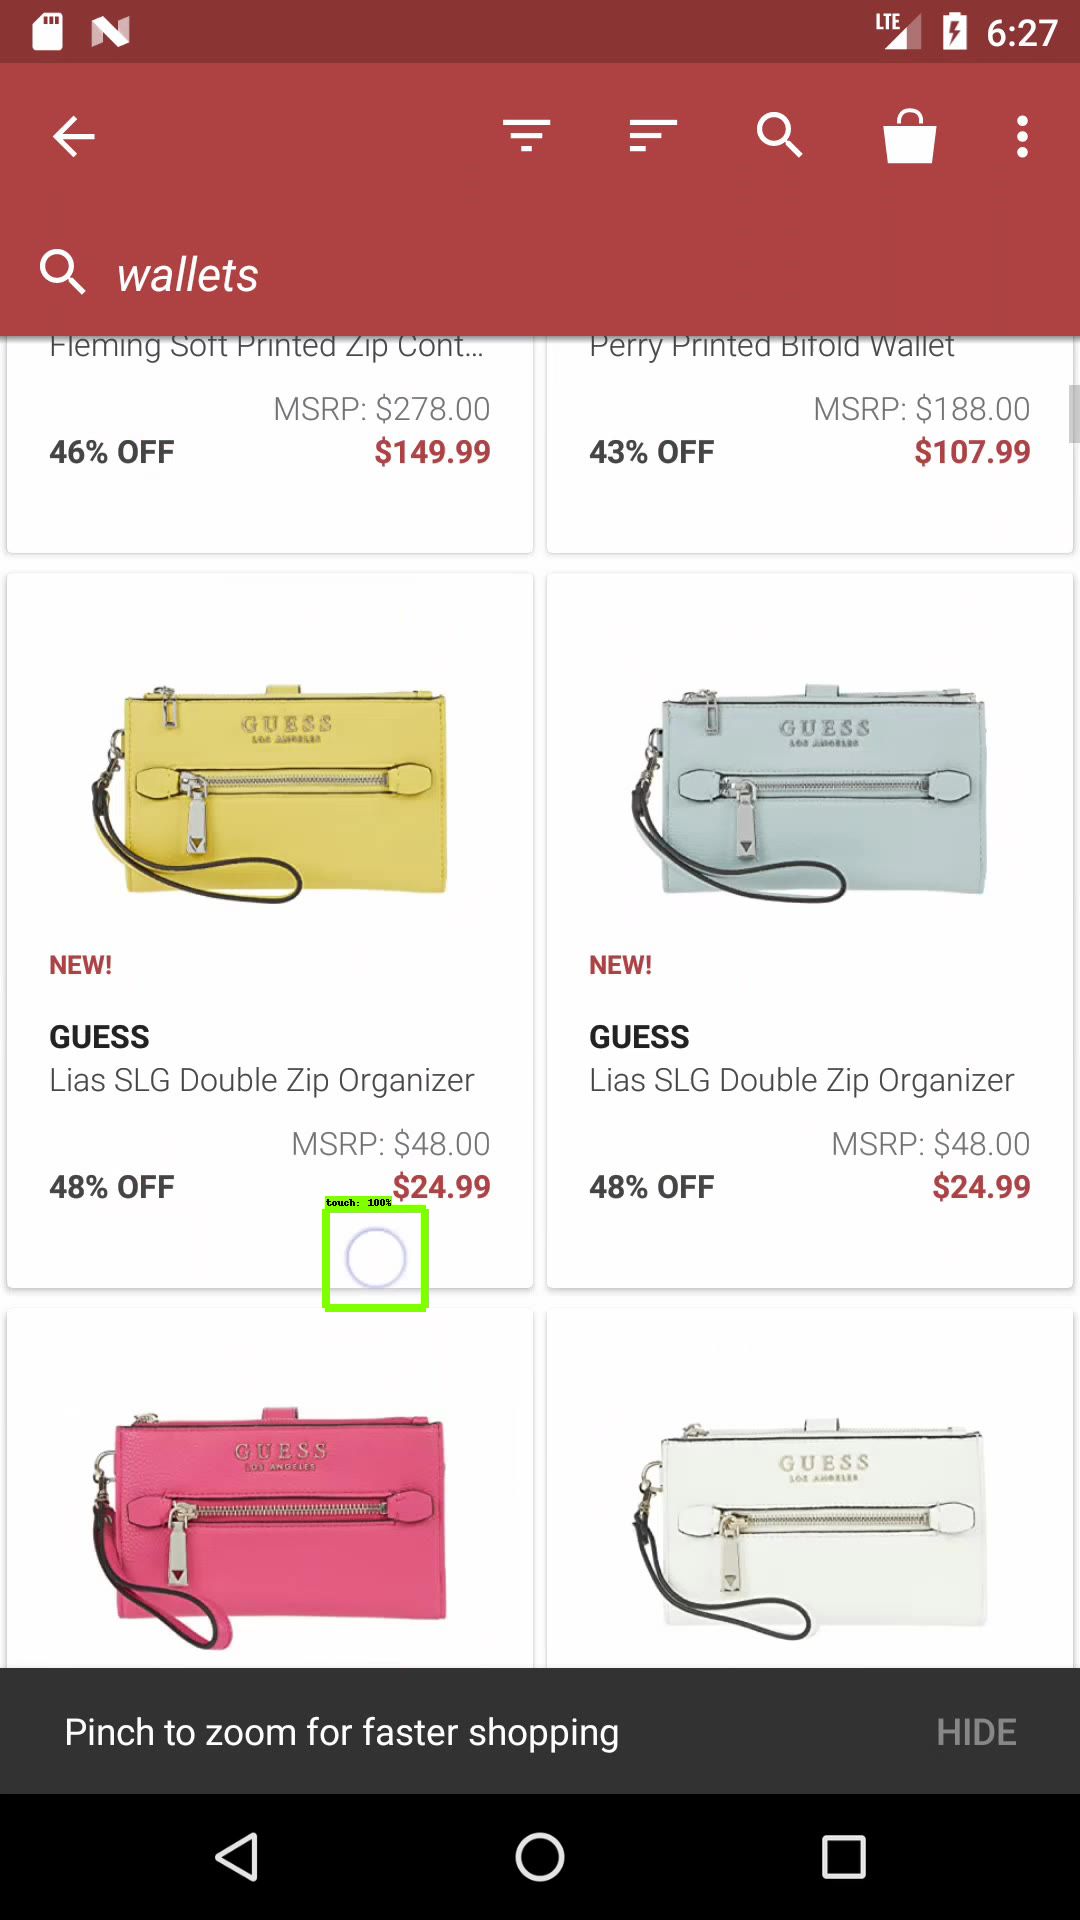 LTE 6:27
wallets
Fleming Soft Printed Zip Cont...
MSRP: $278.00
46% OFF $149.99
Perry Printed Bifold Wallet
MSRP: $188.00
43% OFF $107.99
GUESS
LOS ANGELES
NEW!
GUESS
Lias SLG Double Zip Organizer
MSRP: $48.00
48% OFF $24.99
touch: 100%
GUESS
LOS ANGELES
NEW!
GUESS
Lias SLG Double Zip Organizer
MSRP: $48.00
48% OFF $24.99
GUESS
LOS ANGELES
GUESS
LOS ANGELES
Pinch to zoom for faster shopping HIDE